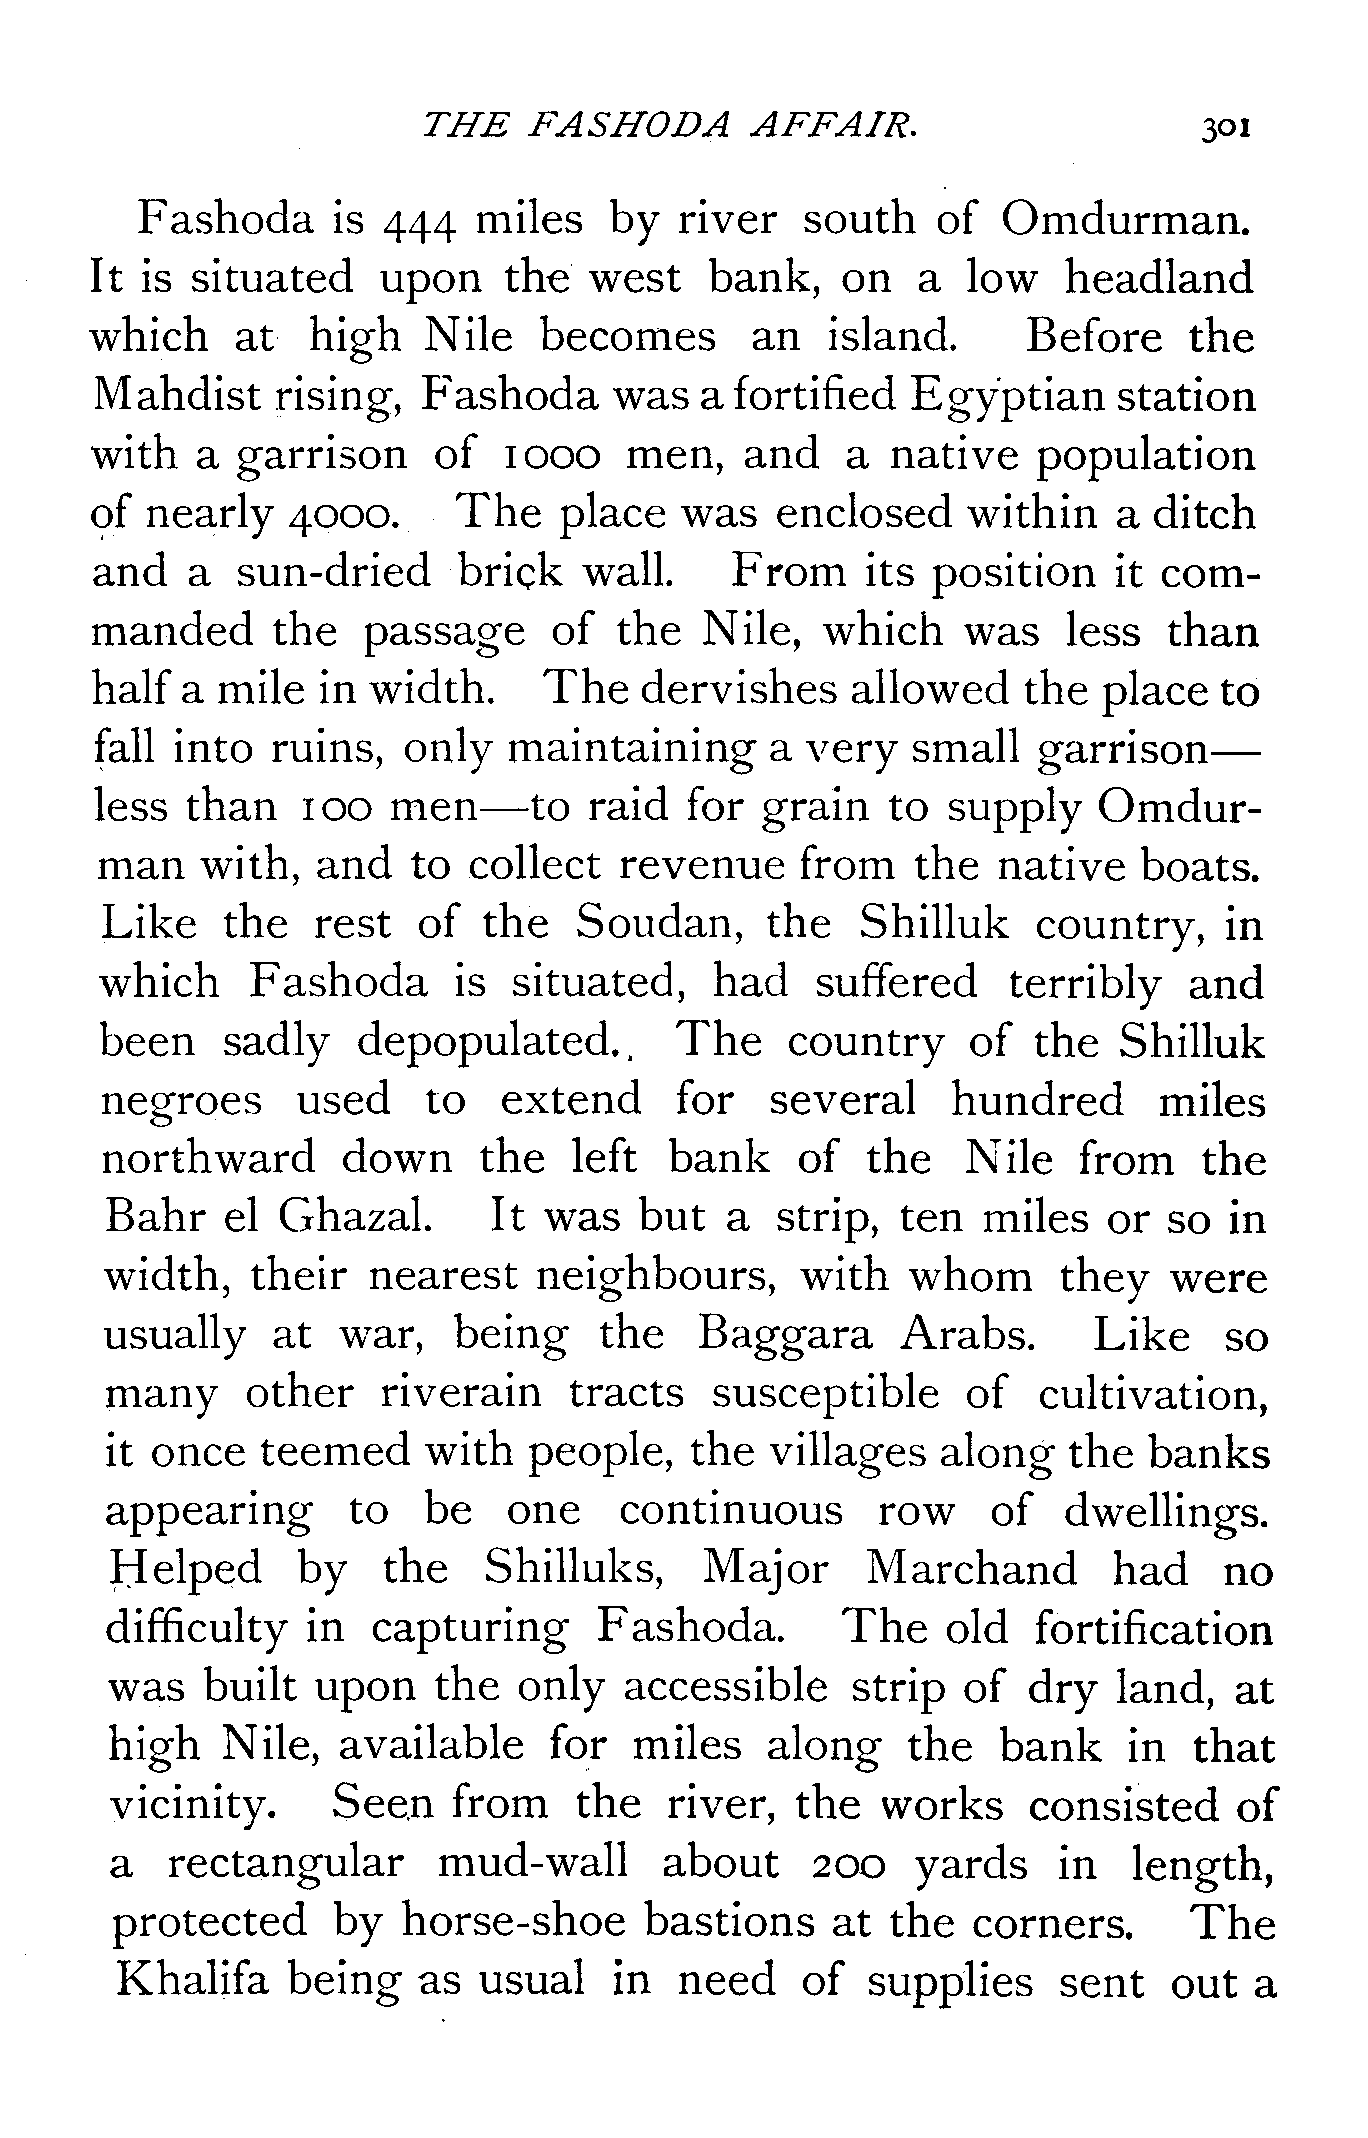 THE FASHODA AFFAIR. 301
Fashoda is 444 miles by river south of Omdurman.
It is situated upon the west bank, on a low headland
which at high Nile becomes an island. Before the
Mahdist rising, Fashoda was a fortified Egyptian station
with a garrison of 1000 men, and a native population
of nearly 4000. The place was enclosed within a ditch
and a sun-dried brick wall. From its position it com-
manded the passage of the Nile, which was less than
half a mile in width. The dervishes allowed the place to
fall into ruins, only maintaining a very small garrison—
less than 100 men—to raid for grain to supply Omdur-
man with, and to collect revenue from the native boats.
Like the rest of the Soudan, the Shilluk country, in
which Fashoda is situated, had suffered terribly and
been sadly depopulated. The country of the Shilluk
negroes used to extend for several hundred miles
northward down the left bank of the Nile from the
Bahr el Ghazal. It was but a strip, ten miles or so in
width, their nearest neighbours, with whom they were
usually at war, being the Baggara Arabs. Like so
many other riverain tracts susceptible of cultivation,
it once teemed with people, the villages along the banks
appearing to be one continuous row of dwellings.
Helped by the Shilluks, Major Marchand had no
difficulty in capturing Fashoda. The old fortification
was built upon the only accessible strip of dry land, at
high Nile, available for miles along the bank in that
vicinity. Seen from the river, the works consisted of
a rectangular mud-wall about 200 yards in length,
protected by horse-shoe bastions at the corners. The
Khalifa being as usual in need of supplies sent out a